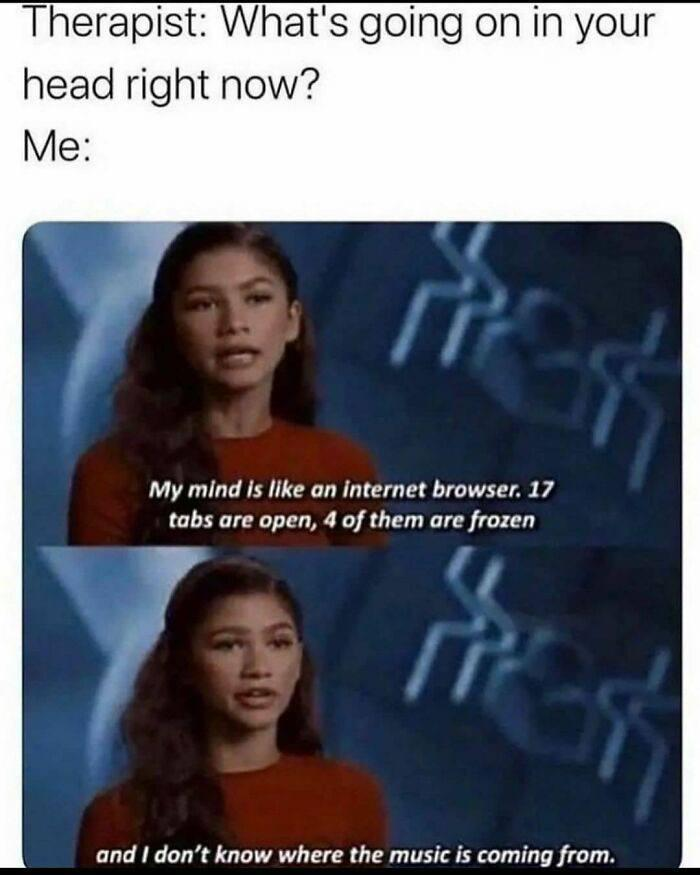 Therapist: What's going on in your
head right now?
Me:
My mind is like an internet browser. 17
tabs are open, 4 of them are frozen
and I don't know where the music is coming from.